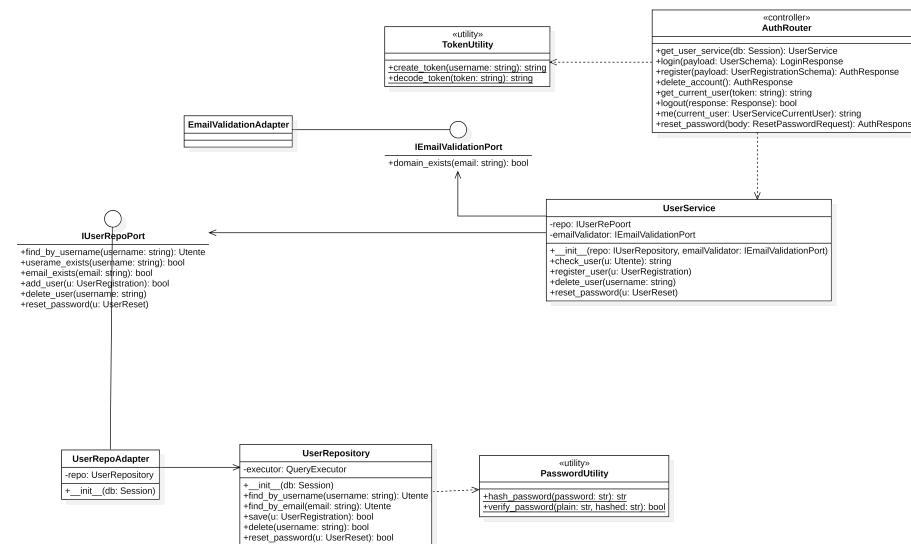 «controller»
AuthRouter
+get_user_service(db: Session): UserService
+login(payload: UserSchema): LoginResponse
+register(payload: UserRegistrationSchema): AuthResponse
+delete_account(): AuthResponse
+get_current_user(token: string): string
+logout(response: Response): bool
+me(current_user: UserServiceCurrentUser): string
+reset_password(body: ResetPasswordRequest): AuthRespons
«utility»
TokenUtility
+create_token(username: string): string
+decode_token(token: string): string
EmailValidationAdapter
IEmailValidationPort
+domain_exists(email: string): bool
UserService
-repo: IUserRePoort
-emailValidator: IEmailValidationPort
+__init__(repo: IUserRepository, emailValidator: IEmailValidationPort)
+check_user(u: Utente): string
+register_user(u: UserRegistration)
+delete_user(username: string)
+reset_password(u: UserReset)
IUserRepoPort
+find_by_username(username: string): Utente
+userame_exists(username: string): bool
+email_exists(email: string): bool
+add_user(u: UserRegistration): bool
+delete_user(username: string)
+reset_password(u: UserReset)
UserRepoAdapter
-repo: UserRepository
+__init__(db: Session)
UserRepository
-executor: QueryExecutor
+__init__(db: Session)
+find_by_username(username: string): Utente
+find_by_email(email: string): Utente
+save(u: UserRegistration): bool
+delete(username: string): bool
+reset_password(u: UserReset): bool
«utility»
PasswordUtility
+hash_password(password: str): str
+verify_password(plain: str, hashed: str): bool